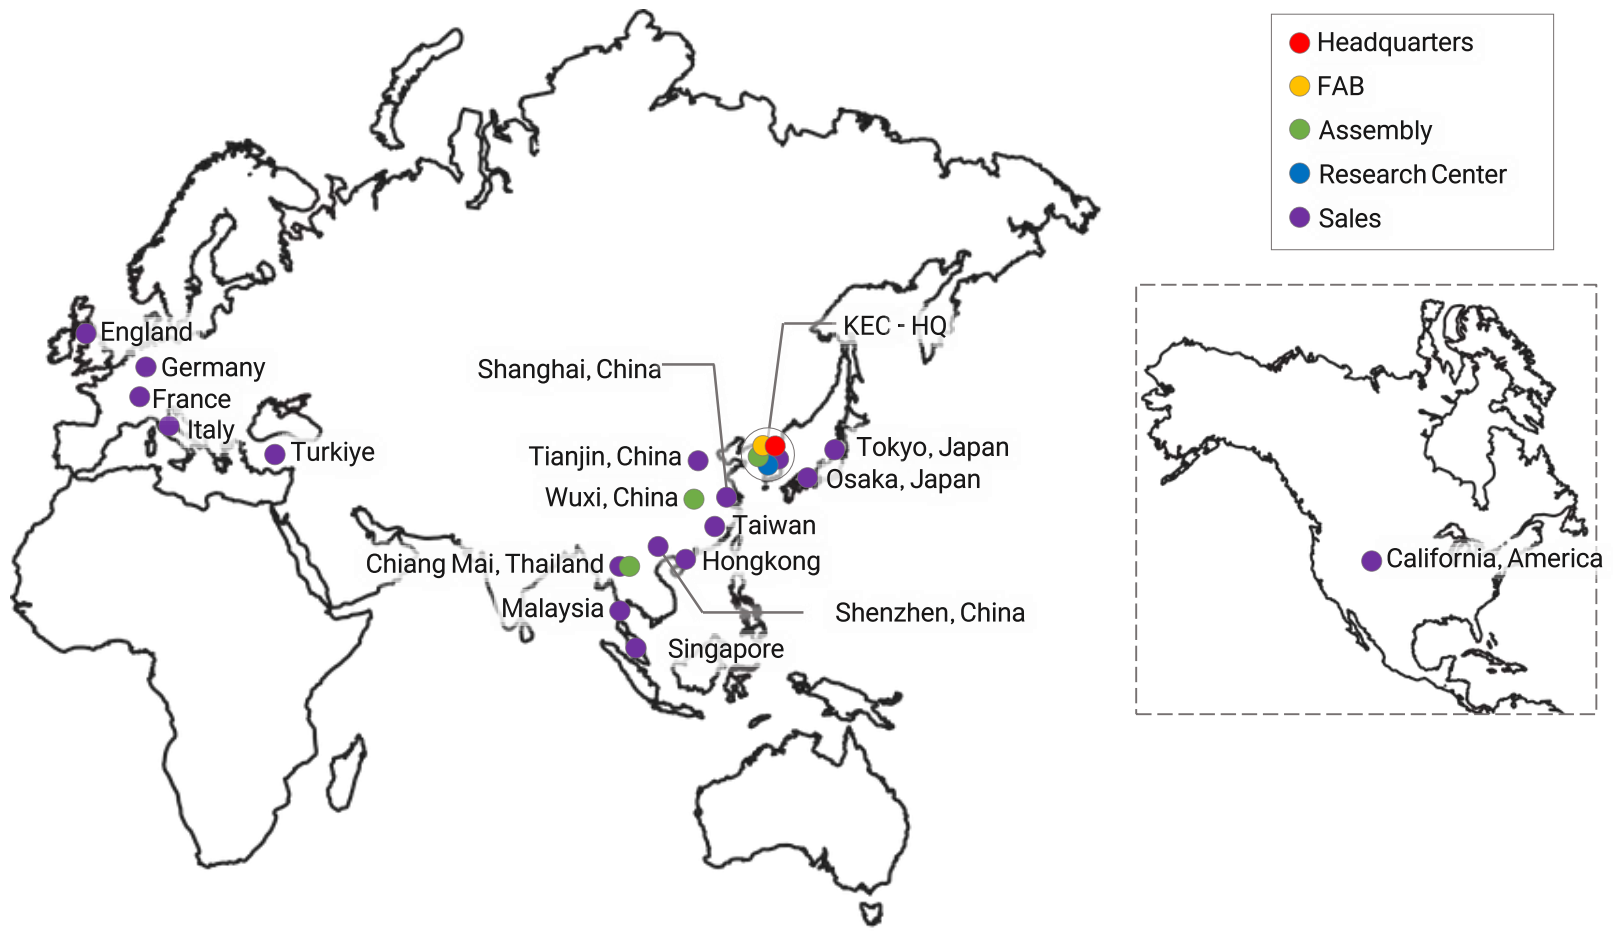 Headquarters
FAB
Assembly
Research Center
Sales
England
Germany
France
Italy
Turkiye
KEC - HQ
Shanghai, China
Tianjin, China
Tokyo, Japan
Osaka, Japan
Wuxi, China
Taiwan
Chiang Mai, Thailand
Hongkong
Malaysia
Shenzhen, China
Singapore
California, America